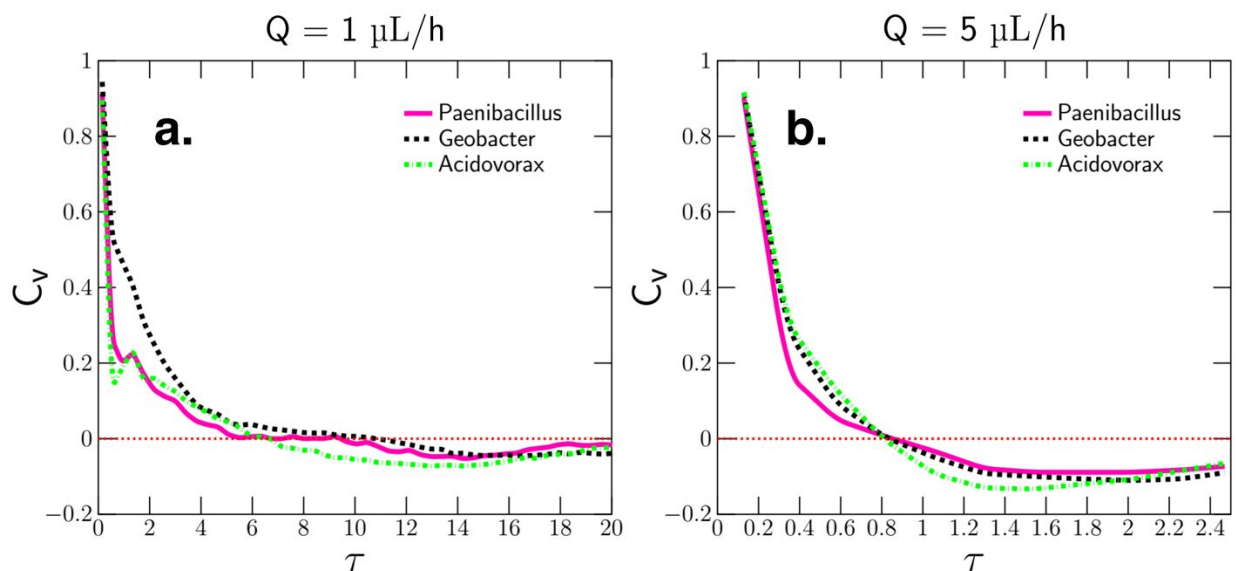 Q = 1 μL/h
a.
Paenibacillus
Geobacter
Acidovorax
C_v
1
0.8
0.6
0.4
0.2
0
−0.2
0 2 4 6 8 10 12 14 16 18 20
τ
Q = 5 μL/h
b.
Paenibacillus
Geobacter
Acidovorax
C_v
1
0.8
0.6
0.4
0.2
0
−0.2
0 0.2 0.4 0.6 0.8 1 1.2 1.4 1.6 1.8 2 2.2 2.4
τ